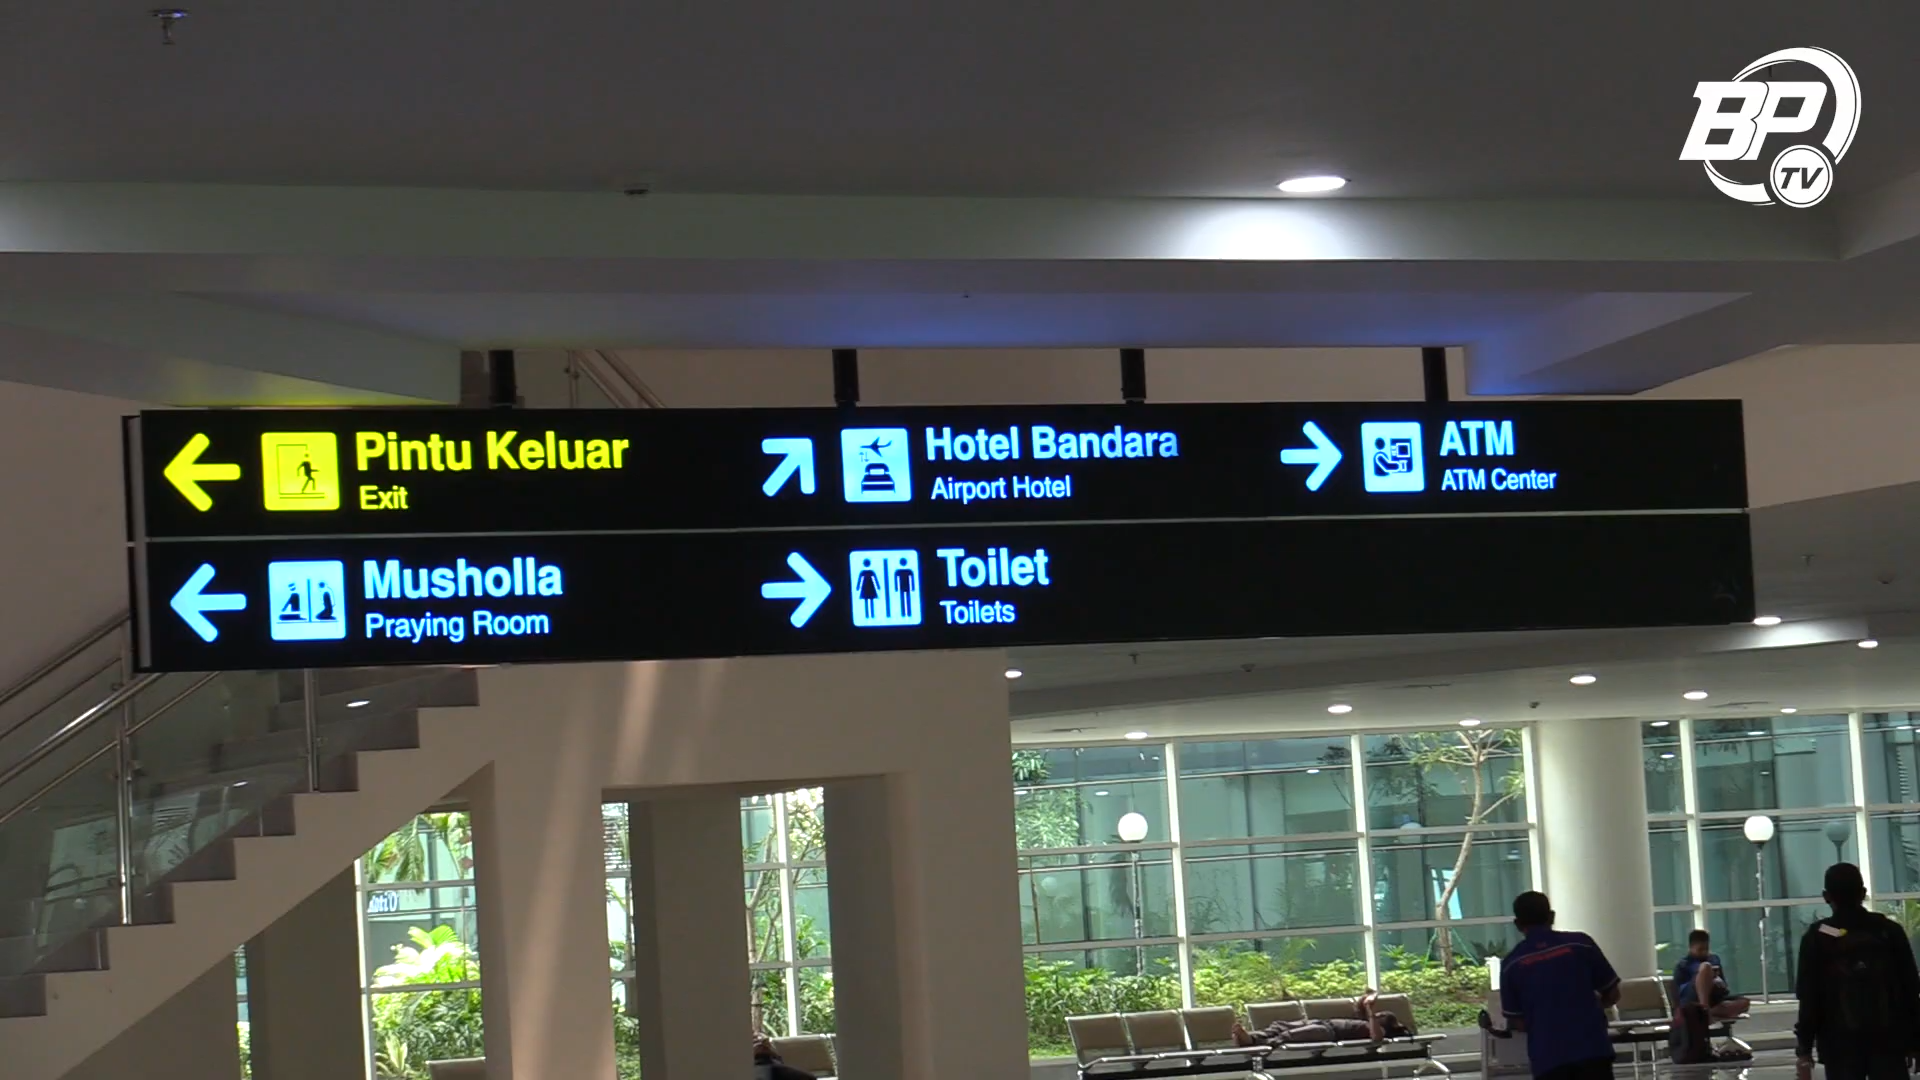 BP
TV
Pintu Keluar
Exit
Hotel Bandara
Airport Hotel
ATM
ATM Center
Musholla
Praying Room
Toilet
Toilets